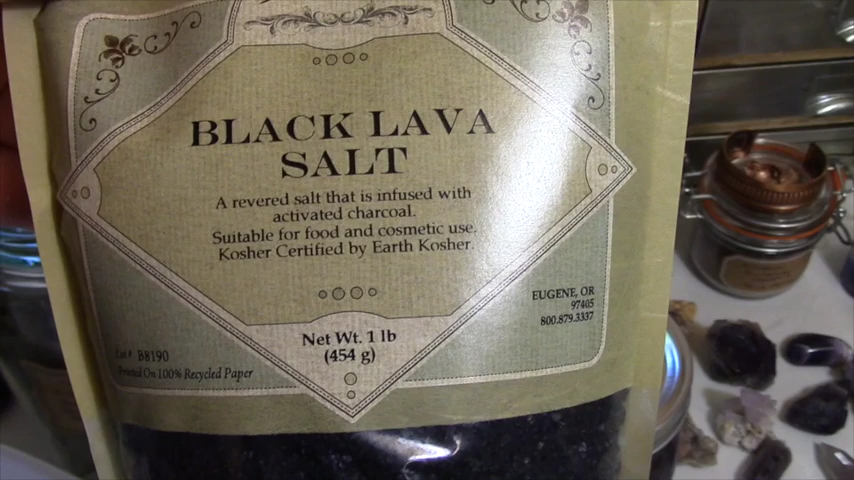 BLACK LAVA
SALT
A revered salt that is infused with
activated charcoal.
Suitable for food and cosmetic use.
Kosher Certified by Earth Kosher.
EUGENE, OR
97405
800.879.3337
Net Wt. 1 lb
(454 g)
Lot # B8190
Printed On 100% Recycled Paper